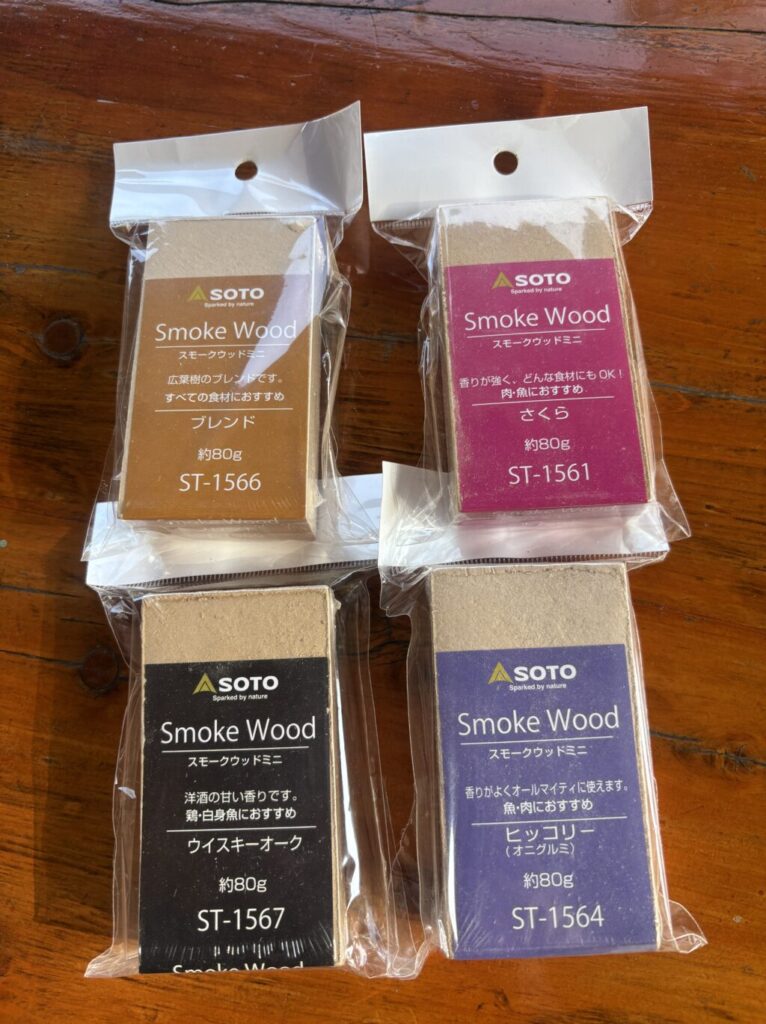 SOTO
Sparked by nature
Smoke Wood
スモークウッドミニ
広葉樹のブレンドです。
すべての食材におすすめ
ブレンド
約80g
ST-1566
SOTO
Sparked by nature
Smoke Wood
スモークウッドミニ
香りが強く、どんな食材にもOK!
肉・魚におすすめ
さくら
約80g
ST-1561
SOTO
Sparked by nature
Smoke Wood
スモークウッドミニ
洋酒の甘い香りです。
鶏・白身魚におすすめ
ウイスキーオーク
約80g
ST-1567
Smoke Wood
SOTO
Sparked by nature
Smoke Wood
スモークウッドミニ
香りがよくオールマイティに使えます。
魚・肉におすすめ
ヒッコリー
(オニグルミ)
約80g
ST-1564